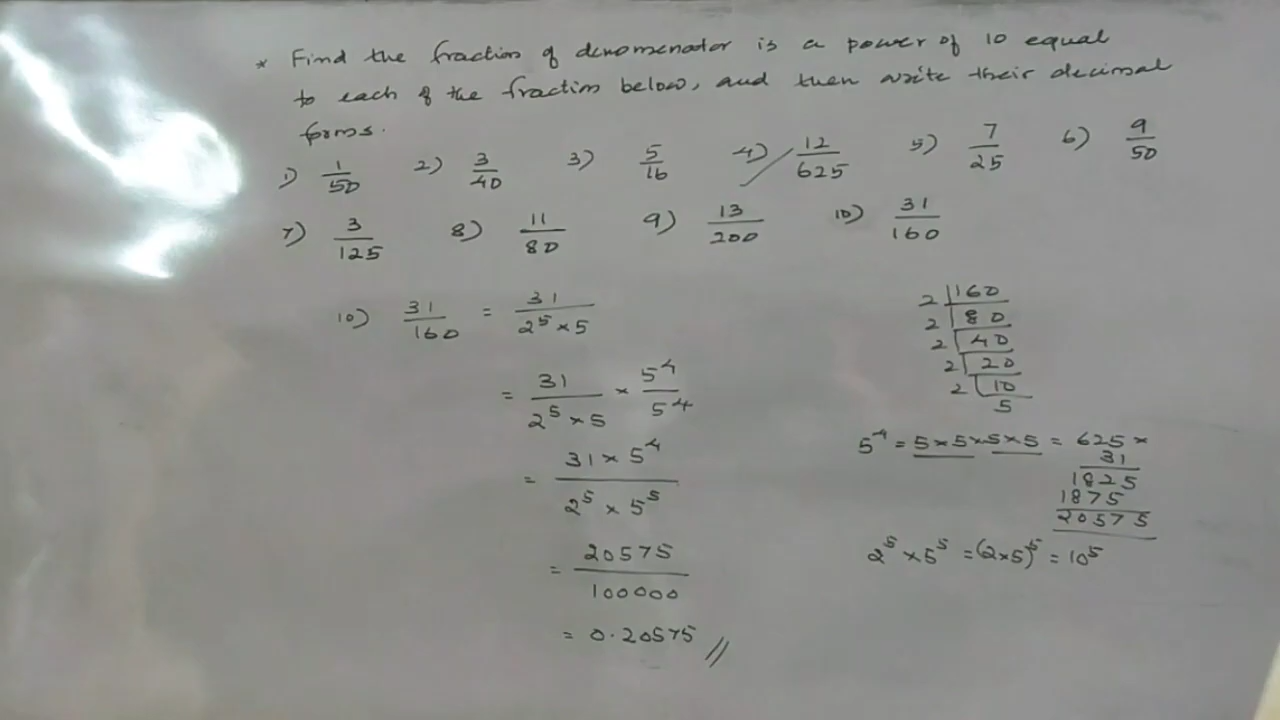 * Find the fraction of denomenator is a power of 10 equal
to each of the fraction below, and then write their decimal
forms.
1) 1/50 2) 3/40 3) 5/16 4) 12/625 5) 7/25 6) 9/50
7) 3/125 8) 11/80 9) 13/200 10) 31/160
10) 31/160 = 31/2⁵×5
= 31/2⁵×5 × 5⁴/5⁴
= 31×5⁴/2⁵×5⁵
= 20575/100000
= 0.20575 //
2 |160
2 |80
2 |40
2 |20
2 |10
5
5⁴ = 5×5×5×5 = 625 ×
31
1825
1875
20575
2⁵×5⁵ = (2×5)⁵ = 10⁵